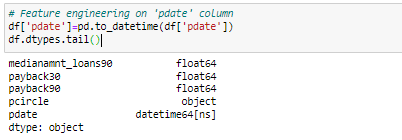 # Feature engineering on 'pdate' column
df['pdate']=pd.to_datetime(df['pdate'])
df.dtypes.tail()
medianamnt_loans90 float64
payback30 float64
payback90 float64
pcircle object
pdate datetime64[ns]
dtype: object